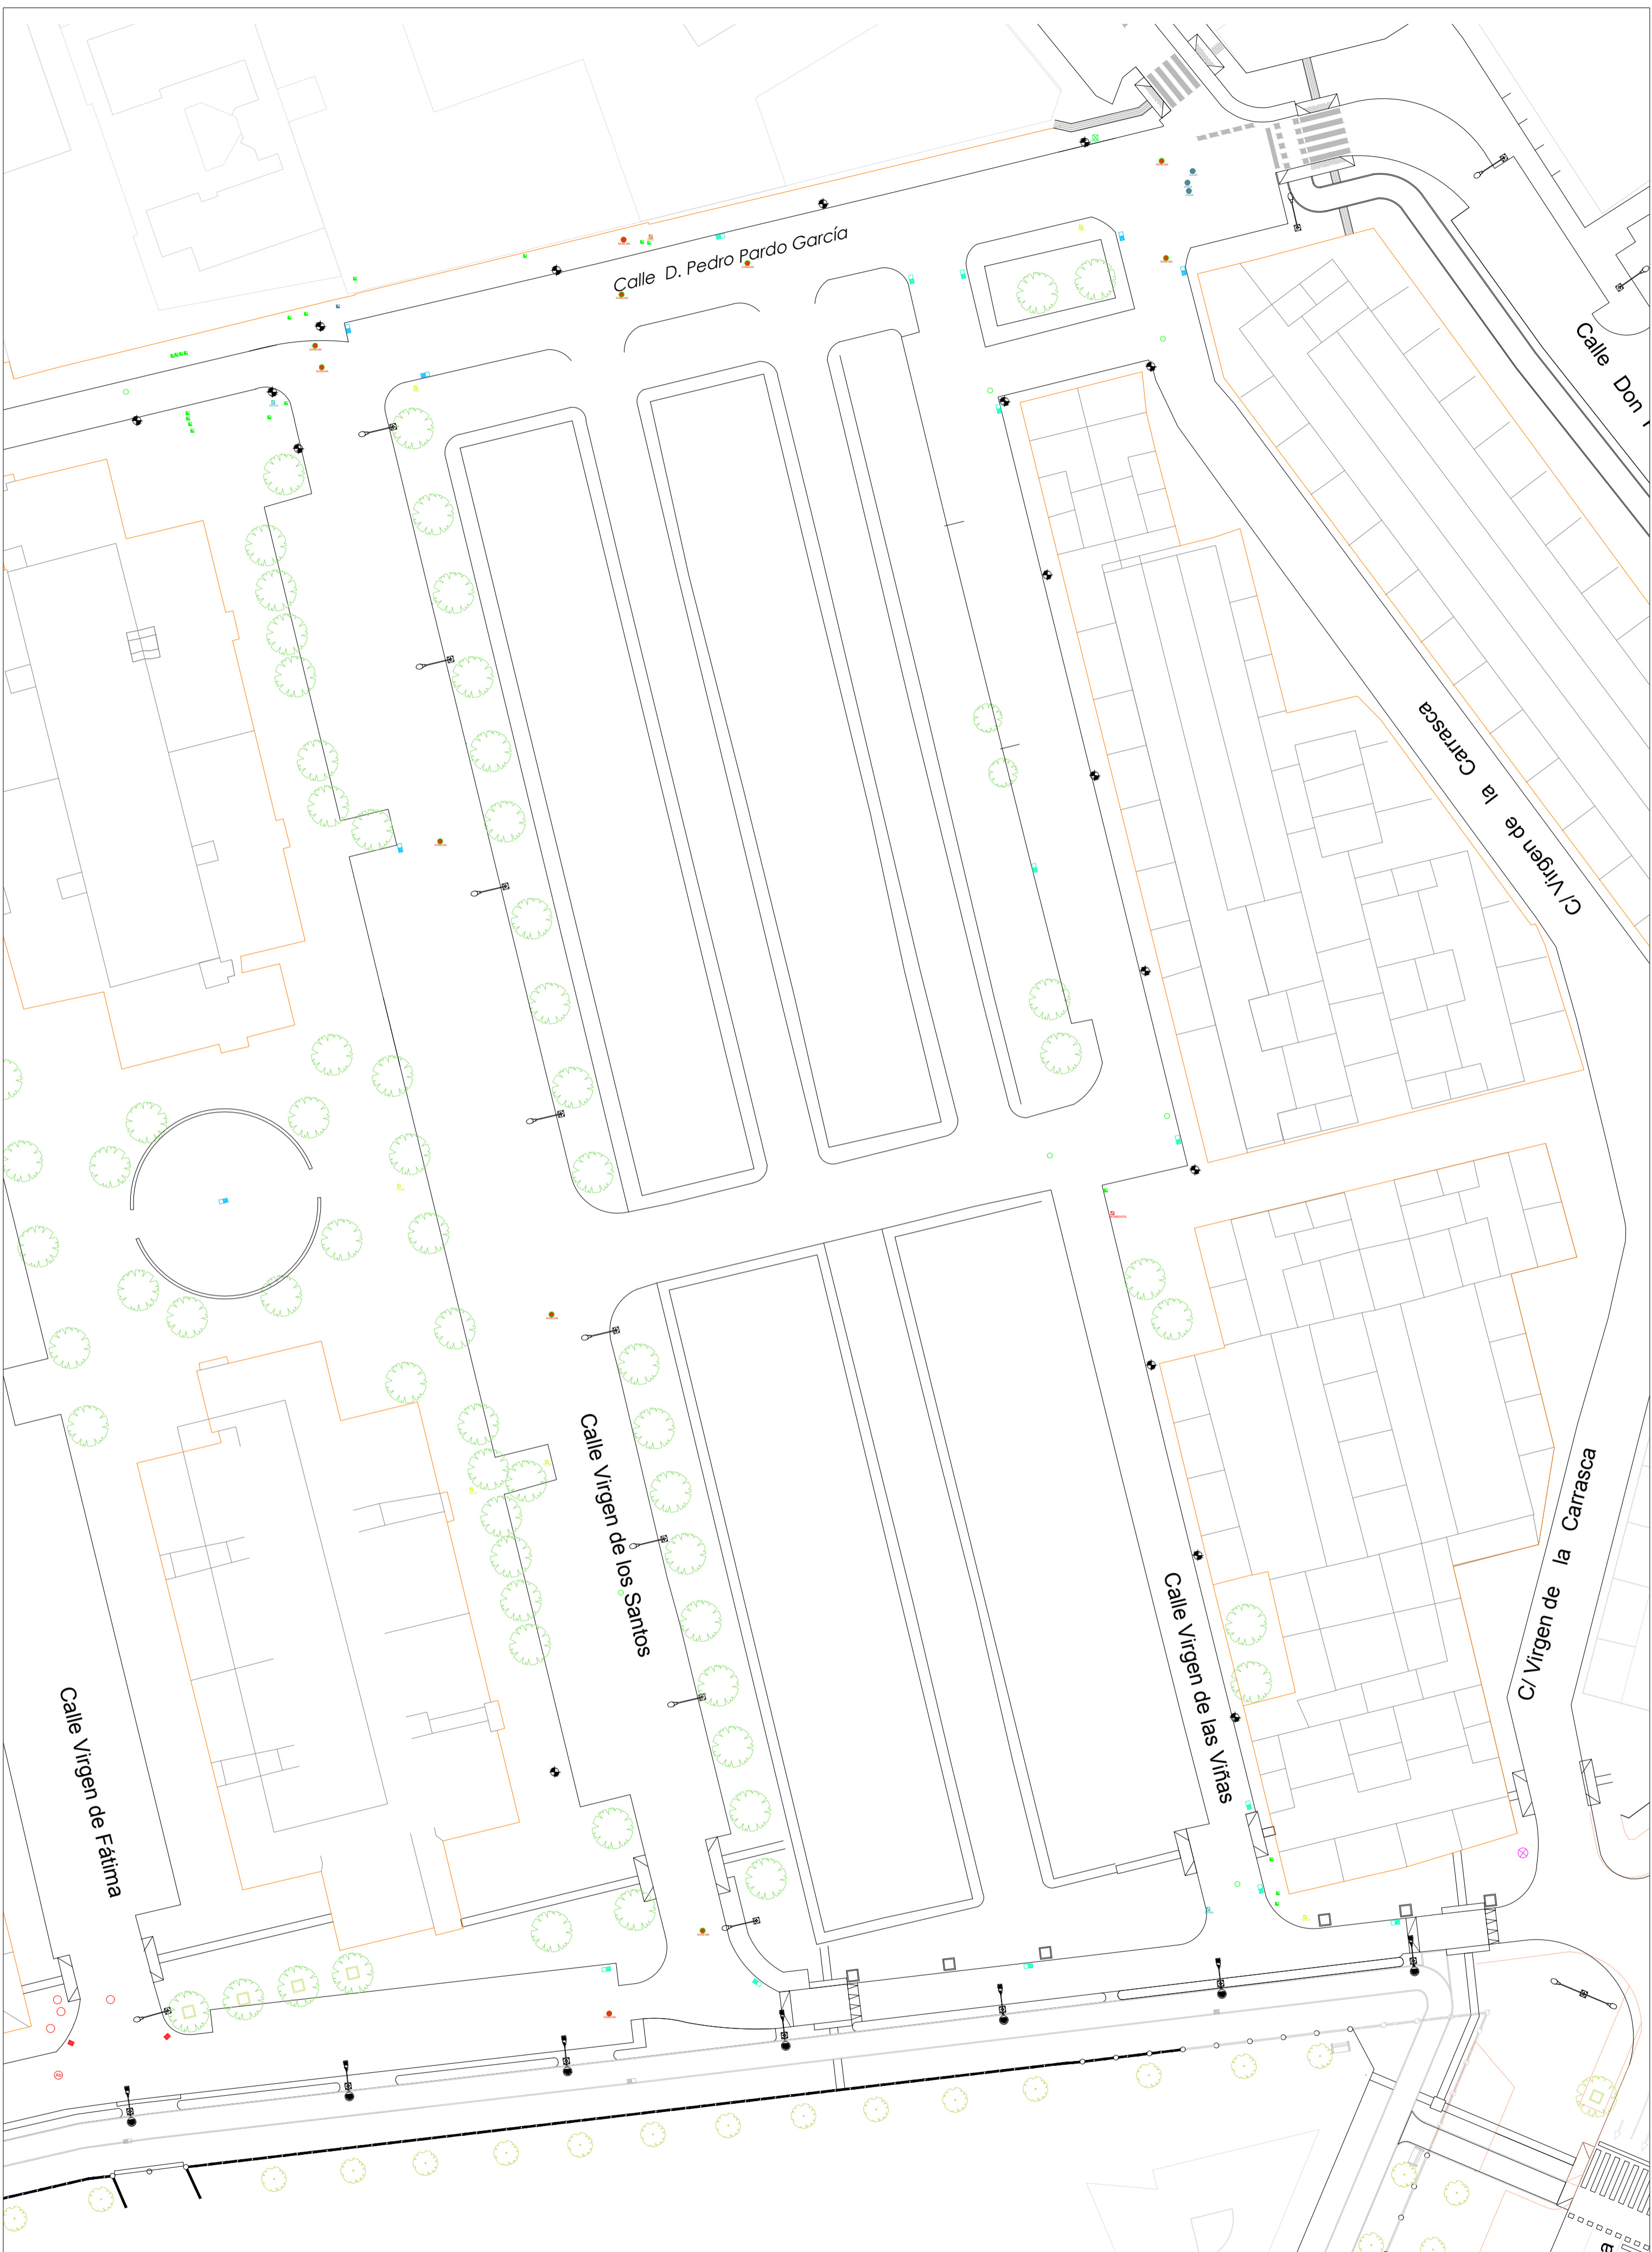 Calle D. Pedro Pardo García
Calle Don
C/ Virgen de la Carrasca
Calle Virgen de los Santos
C/ Virgen de la Carrasca
Calle Virgen de las Viñas
Calle Virgen de Fátima
a